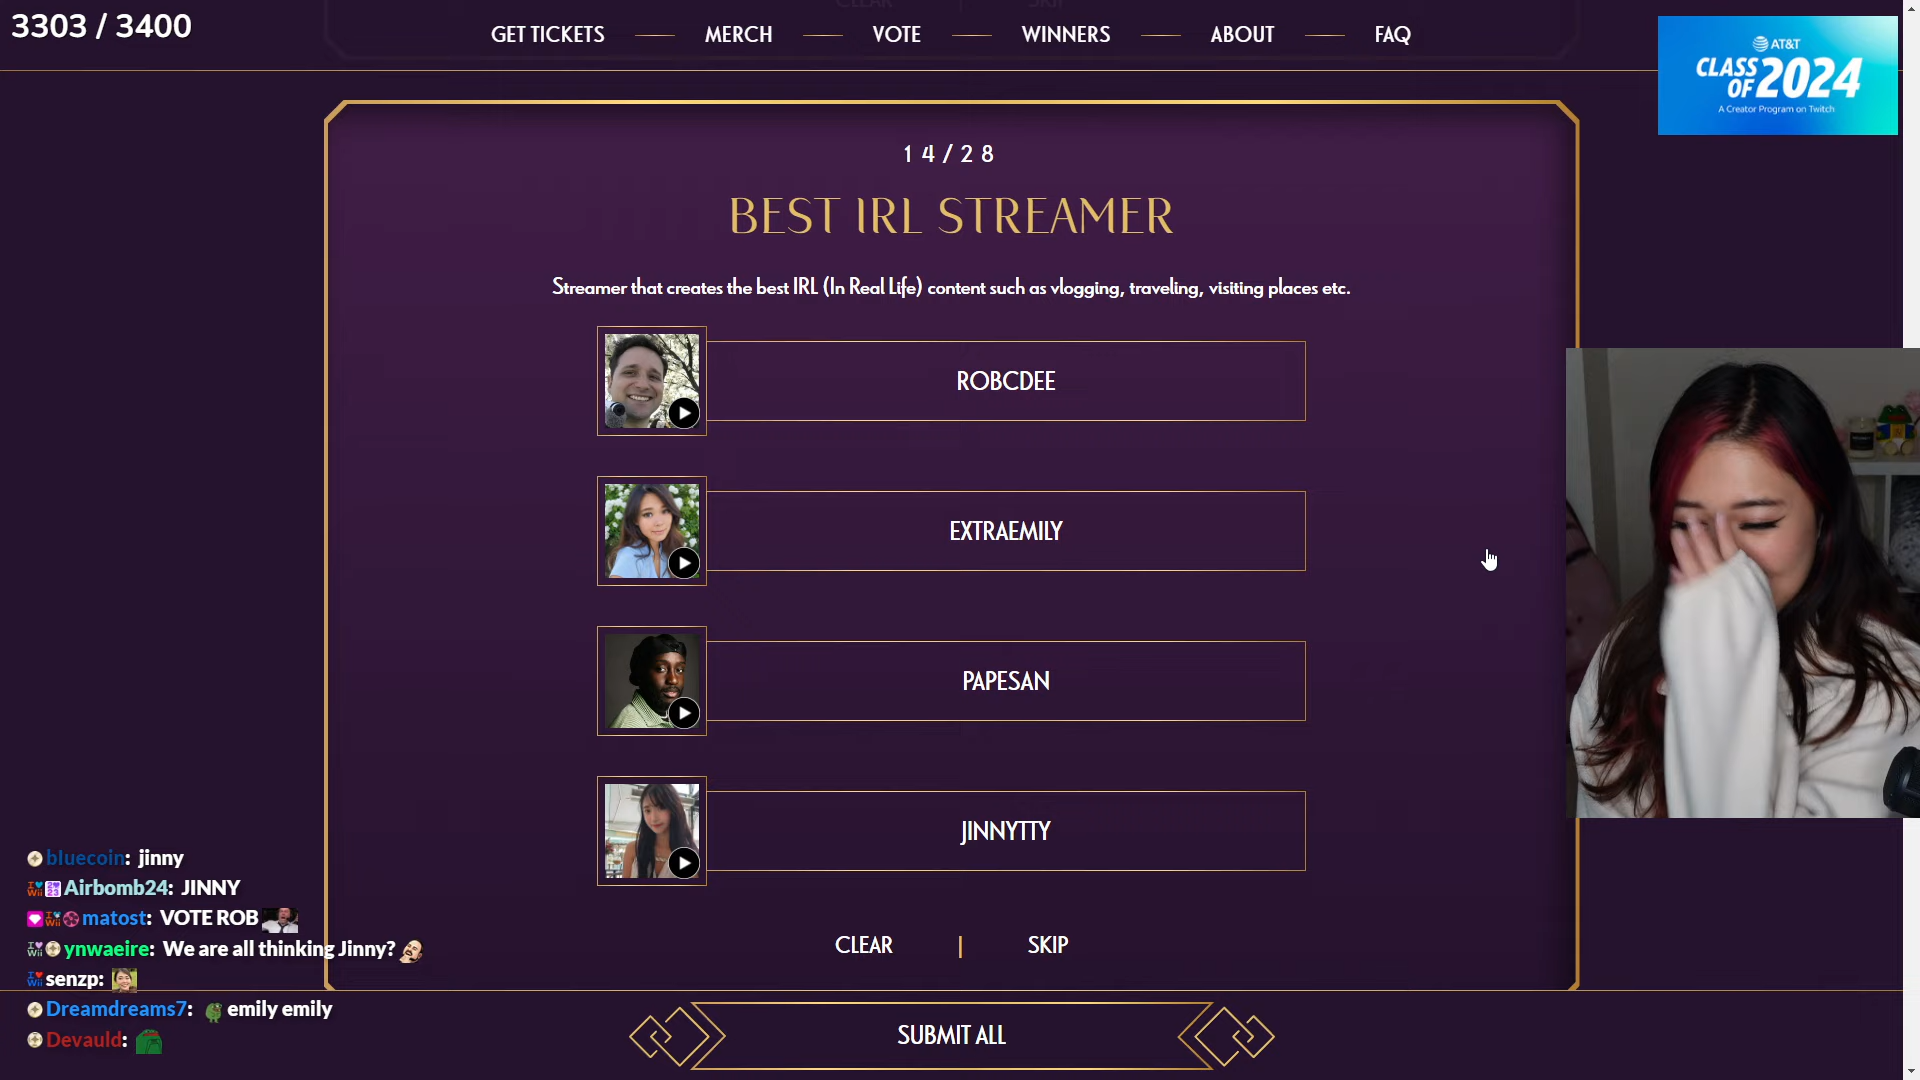 3303 / 3400
GET TICKETS
MERCH
VOTE
WINNERS
ABOUT
FAQ
AT&T
CLASS
OF 2024
A Creator Program on Twitch
14/28
BEST IRL STREAMER
Streamer that creates the best IRL (In Real Life) content such as vlogging, traveling, visiting places etc.
ROBCDEE
EXTRAEMILY
PAPESAN
JINNYTTY
CLEAR | SKIP
SUBMIT ALL
bluecoin: jinny
Airbomb24: JINNY
matost: VOTE ROB
ynwaeire: We are all thinking Jinny?
senzp:
Dreamdreams7: emily emily
Devauld: